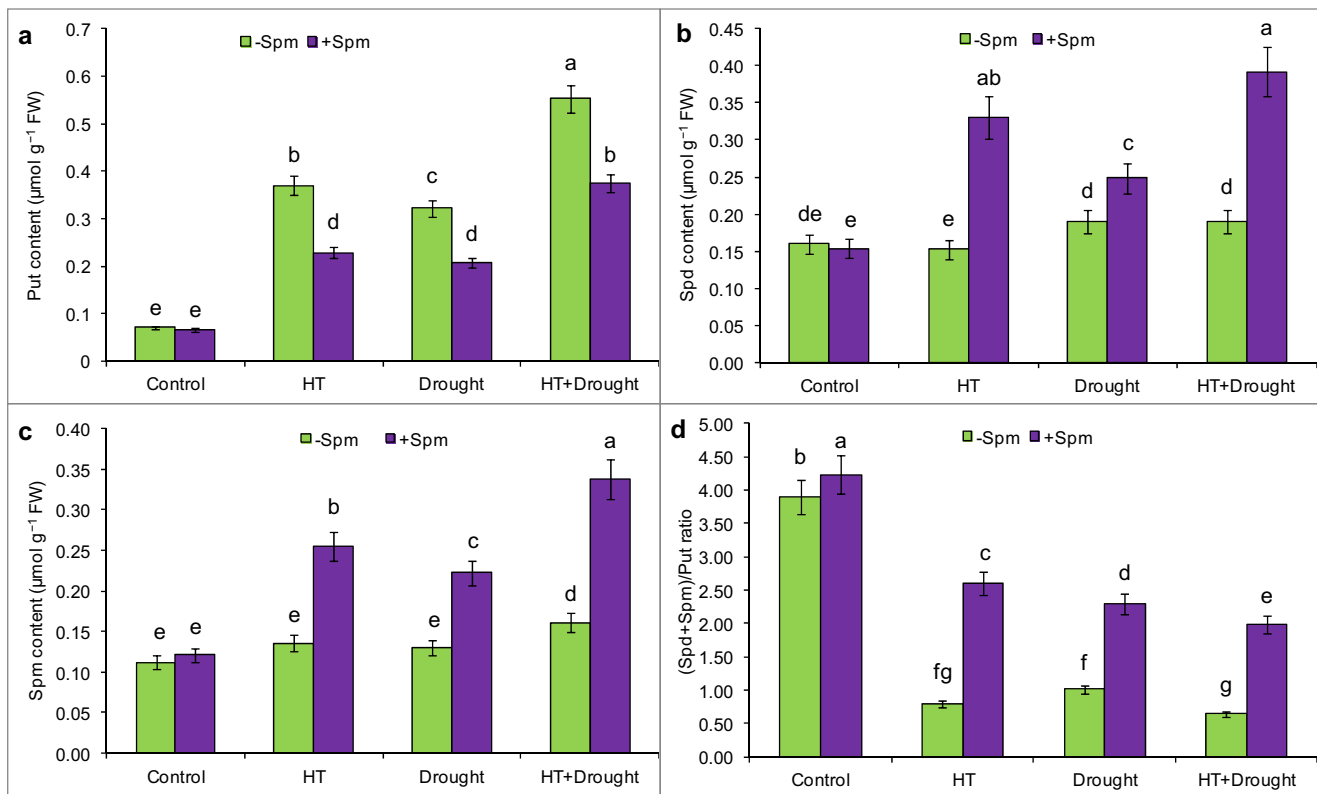 a
-Spm +Spm
Put content (µmol g⁻¹ FW)
0.7
0.6
0.5
0.4
0.3
0.2
0.1
0
e e b d c d a b
Control HT Drought HT+Drought
b
-Spm +Spm
Spd content (µmol g⁻¹ FW)
0.45
0.40
0.35
0.30
0.25
0.20
0.15
0.10
0.05
0.00
de e e ab d c d a
Control HT Drought HT+Drought
c
-Spm +Spm
Spm content (µmol g⁻¹ FW)
0.40
0.35
0.30
0.25
0.20
0.15
0.10
0.05
0.00
e e e b e c d a
Control HT Drought HT+Drought
d
-Spm +Spm
(Spd+Spm)/Put ratio
5.00
4.50
4.00
3.50
3.00
2.50
2.00
1.50
1.00
0.50
0.00
b a fg c f d g e
Control HT Drought HT+Drought